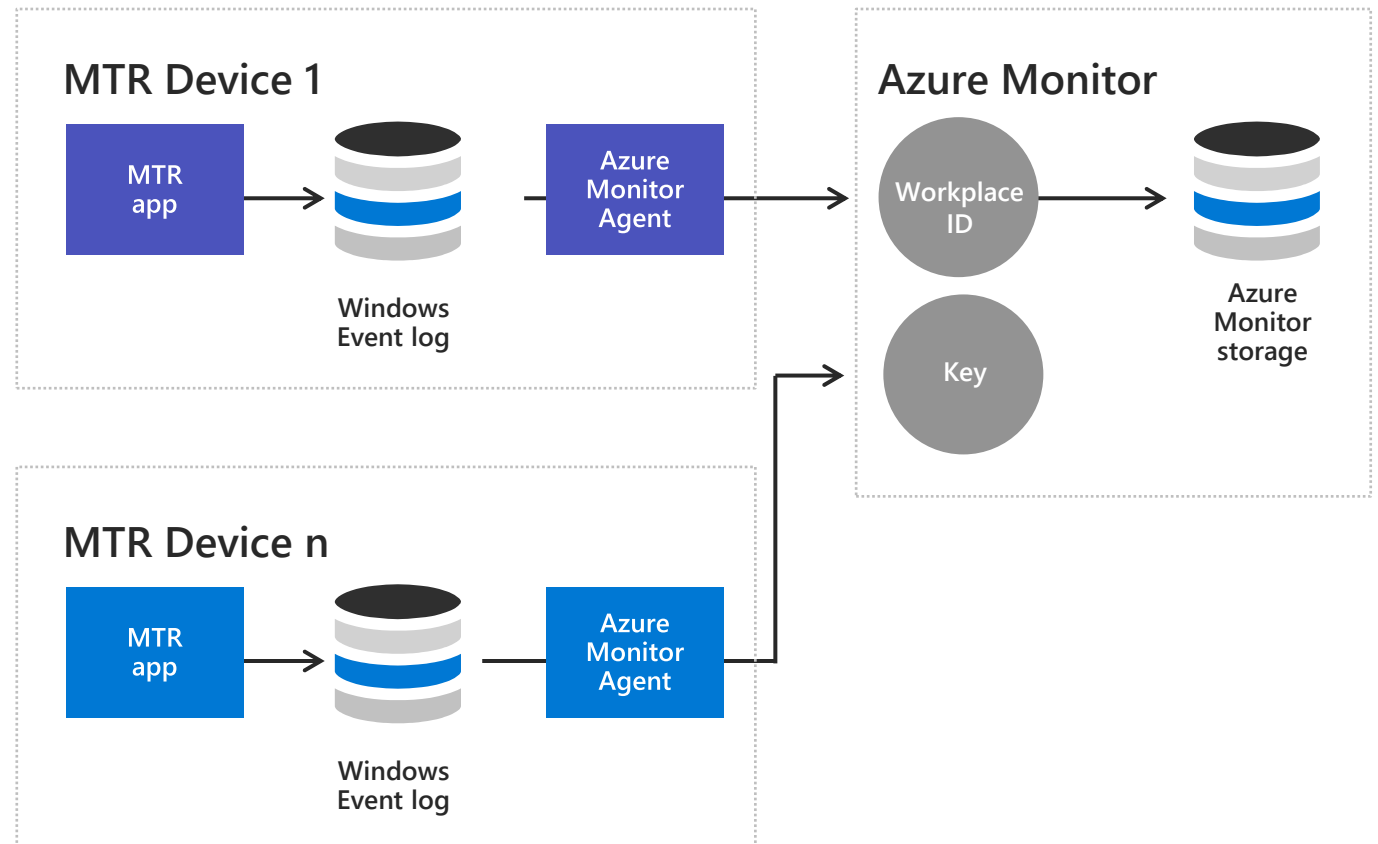 MTR Device 1
MTR
app
Windows
Event log
Azure
Monitor
Agent
Azure Monitor
Workplace
ID
Key
Azure
Monitor
storage
MTR Device n
MTR
app
Windows
Event log
Azure
Monitor
Agent